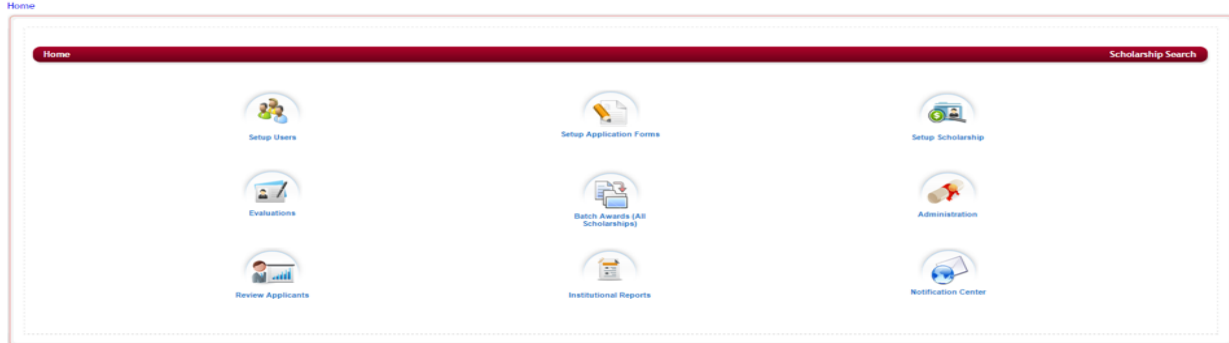 Home
Home Scholarship Search
Setup Users Setup Application Forms Setup Scholarship
Evaluations Batch Awards (All
Scholarships) Administration
Review Applicants Institutional Reports Notification Center